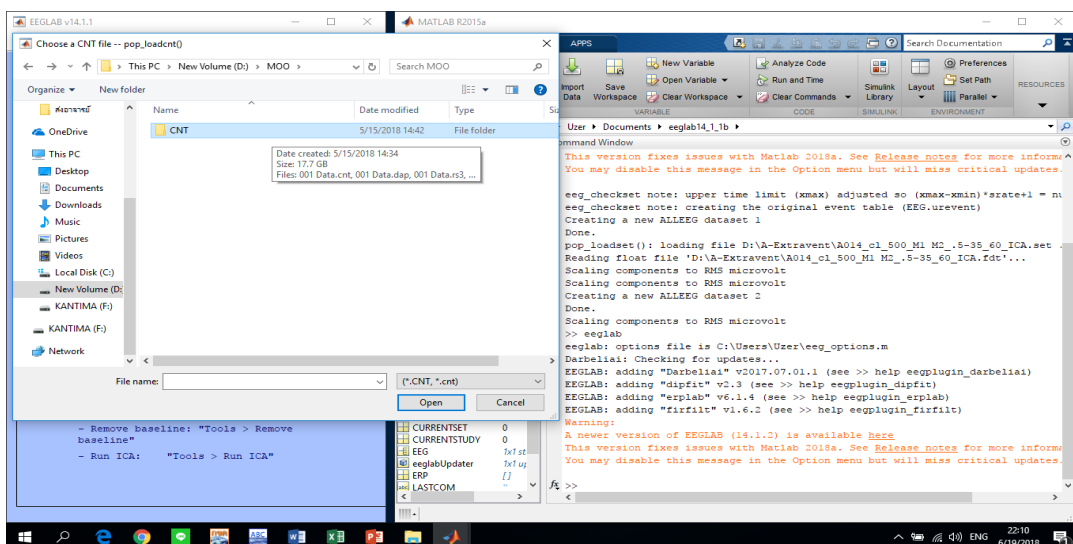 EEGLAB v14.1.1
MATLAB R2015a
Choose a CNT file -- pop_loadcnt()
This PC > New Volume (D:) > MOO >
Search MOO
Organize
New folder
Name
Date modified
Type
CNT
5/15/2018 14:42
File folder
Date created: 5/15/2018 14:34
Size: 17.7 GB
Files: 001 Data.cnt, 001 Data.dap, 001 Data.rs3, ...
OneDrive
This PC
Desktop
Documents
Downloads
Music
Pictures
Videos
Local Disk (C:)
New Volume (D:
KANTIMA (F:)
KANTIMA (F:)
Network
File name:
(*.CNT, *.cnt)
Open
Cancel
- Remove baseline: "Tools > Remove
baseline"
- Run ICA: "Tools > Run ICA"
APPS
Search Documentation
Import
Data
Save
Workspace
New Variable
Open Variable
Clear Workspace
VARIABLE
Analyze Code
Run and Time
Clear Commands
CODE
Simulink
Library
SIMULINK
Layout
Preferences
Set Path
Parallel
ENVIRONMENT
RESOURCES
Uzer > Documents > eeglab14_1_1b >
ommand Window
This version fixes issues with Matlab 2018a. See Release notes for more informa
You may disable this message in the Option menu but will miss critical updates.
eeg_checkset note: upper time limit (xmax) adjusted so (xmax-xmin)*srate+1 = nu
eeg_checkset note: creating the original event table (EEG.urevent)
Creating a new ALLEEG dataset 1
Done.
pop_loadset(): loading file D:\A-Extravent\A014_c1_500_M1 M2_.5-35_60_ICA.set .
Reading float file 'D:\A-Extravent\A014_c1_500_M1 M2_.5-35_60_ICA.fdt'...
Scaling components to RMS microvolt
Scaling components to RMS microvolt
Creating a new ALLEEG dataset 2
Done.
Scaling components to RMS microvolt
>> eeglab
eeglab: options file is C:\Users\Uzer\eeg_options.m
Darbeliai: Checking for updates...
EEGLAB: adding "Darbeliai" v2017.07.01.1 (see >> help eegplugin_darbeliai)
EEGLAB: adding "dipfit" v2.3 (see >> help eegplugin_dipfit)
EEGLAB: adding "erplab" v6.1.4 (see >> help eegplugin_erplab)
EEGLAB: adding "firfilt" v1.6.2 (see >> help eegplugin_firfilt)
Warning:
A newer version of EEGLAB (14.1.2) is available here
This version fixes issues with Matlab 2018a. See Release notes for more informa
You may disable this message in the Option menu but will miss critical updates.
fx >>
CURRENTSET 0
CURRENTSTUDY 0
EEG 1x1 st
eeglabUpdater 1x1 up
ERP []
LASTCOM ''
ENG
22:10
6/19/2018